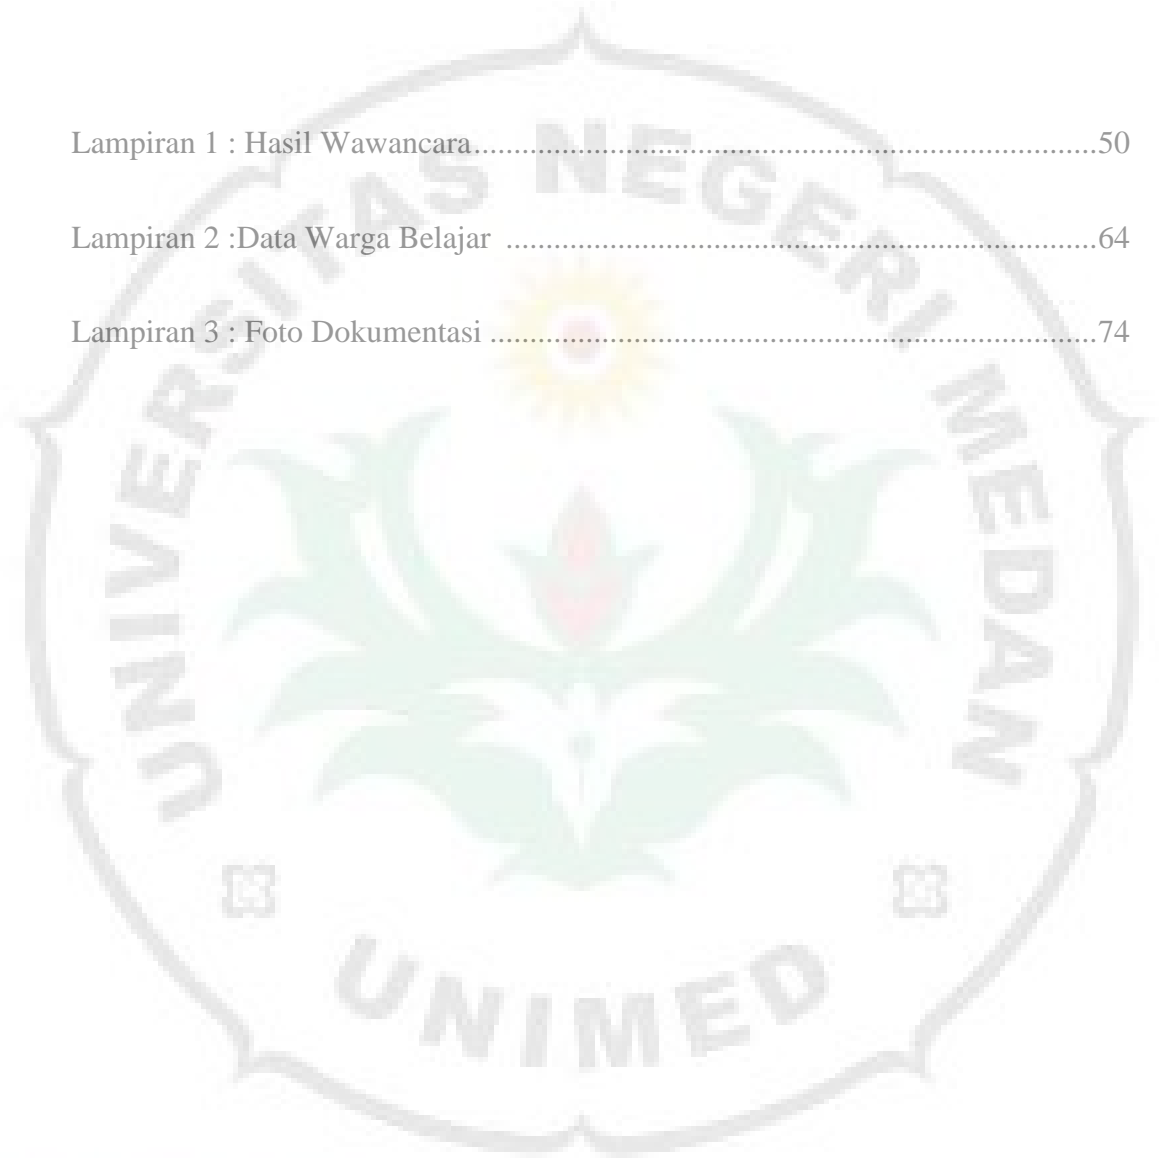 Lampiran 1 : Hasil Wawancara..............................................................................50
Lampiran 2 :Data Warga Belajar ..........................................................................64
Lampiran 3 : Foto Dokumentasi ............................................................................74
UNIVERSITAS NEGERI MEDAN
UNIMED